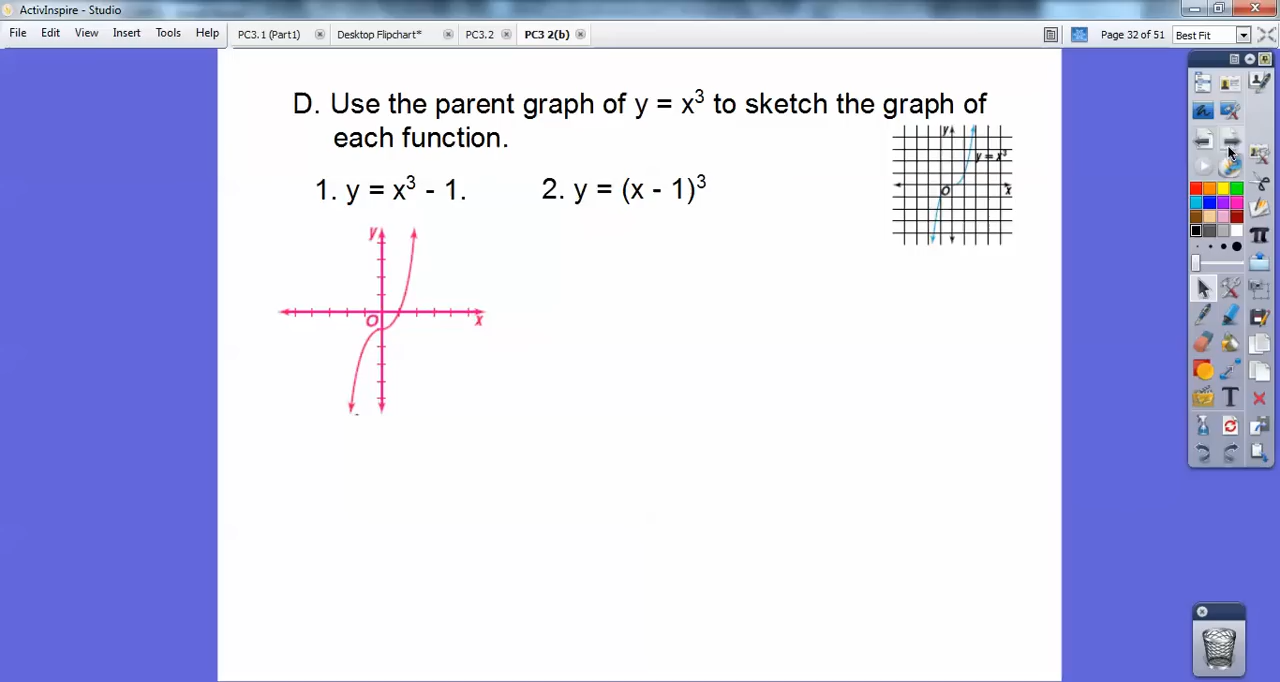 ActivInspire - Studio
File Edit View Insert Tools Help
PC3.1 (Part1) Desktop Flipchart* PC3.2 PC3 2(b)
Page 32 of 51 Best Fit
D. Use the parent graph of y = x³ to sketch the graph of
each function.
1. y = x³ - 1. 2. y = (x - 1)³
y
y = x³
O
x
y
O
x